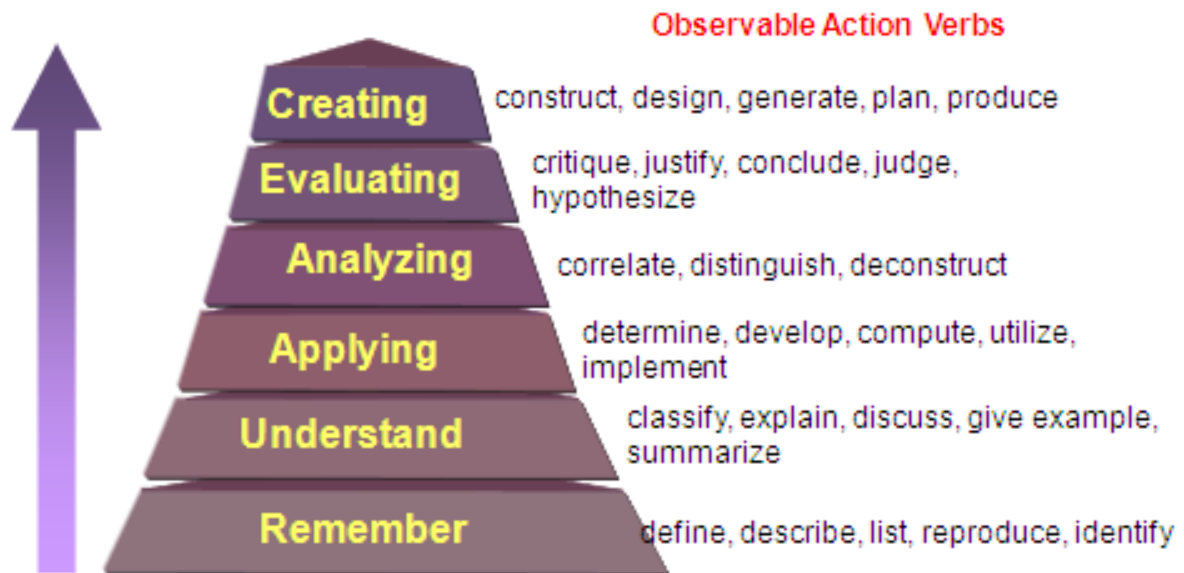 Observable Action Verbs
Creating
construct, design, generate, plan, produce
Evaluating
critique, justify, conclude, judge,
hypothesize
Analyzing
correlate, distinguish, deconstruct
Applying
determine, develop, compute, utilize,
implement
Understand
classify, explain, discuss, give example,
summarize
Remember
define, describe, list, reproduce, identify